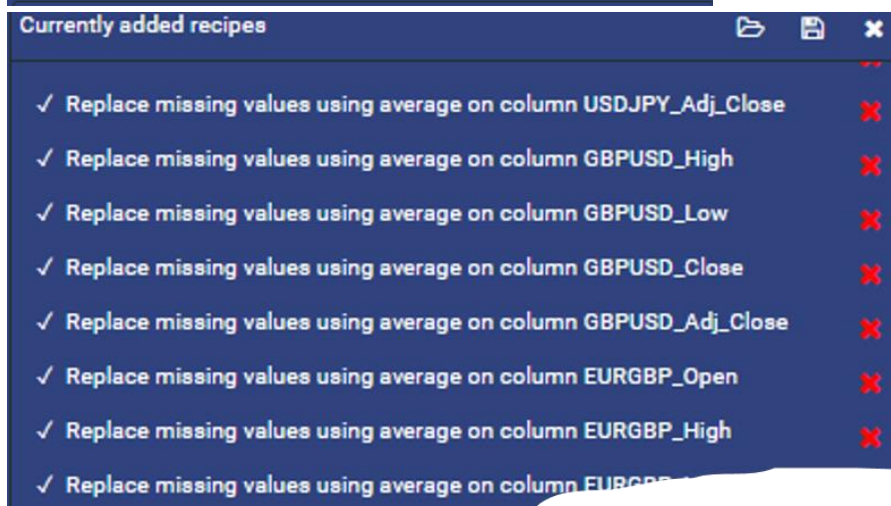 Currently added recipes
✓ Replace missing values using average on column USDJPY_Adj_Close
✓ Replace missing values using average on column GBPUSD_High
✓ Replace missing values using average on column GBPUSD_Low
✓ Replace missing values using average on column GBPUSD_Close
✓ Replace missing values using average on column GBPUSD_Adj_Close
✓ Replace missing values using average on column EURGBP_Open
✓ Replace missing values using average on column EURGBP_High
✓ Replace missing values using average on column